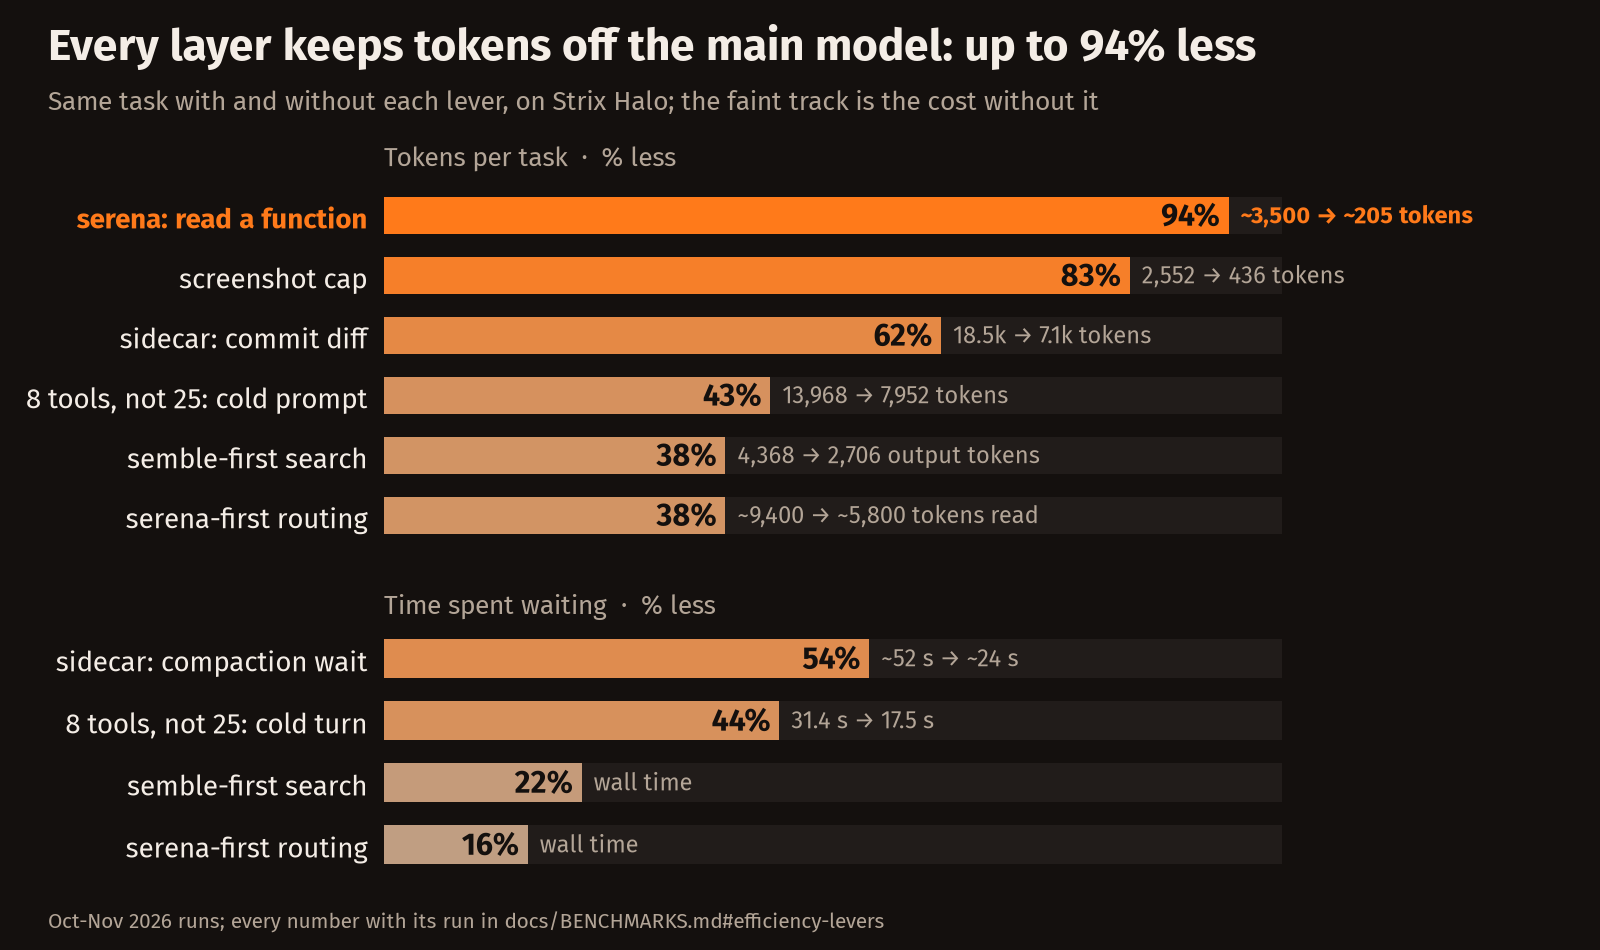 Every layer keeps tokens off the main model: up to 94% less
Same task with and without each lever, on Strix Halo; the faint track is the cost without it
Tokens per task · % less
serena: read a function 94% ~3,500 → ~205 tokens
screenshot cap 83% 2,552 → 436 tokens
sidecar: commit diff 62% 18.5k → 7.1k tokens
8 tools, not 25: cold prompt 43% 13,968 → 7,952 tokens
semble-first search 38% 4,368 → 2,706 output tokens
serena-first routing 38% ~9,400 → ~5,800 tokens read
Time spent waiting · % less
sidecar: compaction wait 54% ~52 s → ~24 s
8 tools, not 25: cold turn 44% 31.4 s → 17.5 s
semble-first search 22% wall time
serena-first routing 16% wall time
Oct-Nov 2026 runs; every number with its run in docs/BENCHMARKS.md#efficiency-levers